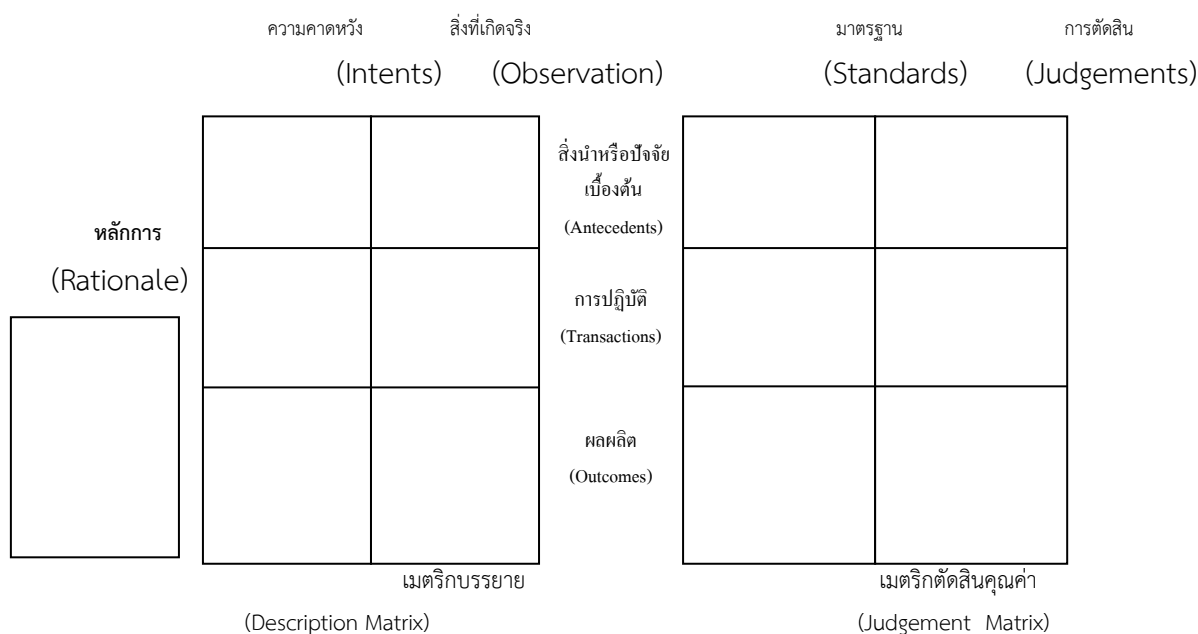 ความคาดหวัง สิ่งที่เกิดจริง มาตรฐาน การตัดสิน
(Intents) (Observation) (Standards) (Judgements)
สิ่งนำหรือปัจจัย
เบื้องต้น
(Antecedents)
หลักการ
(Rationale)
การปฏิบัติ
(Transactions)
ผลผลิต
(Outcomes)
เมตริกบรรยาย เมตริกตัดสินคุณค่า
(Description Matrix) (Judgement Matrix)